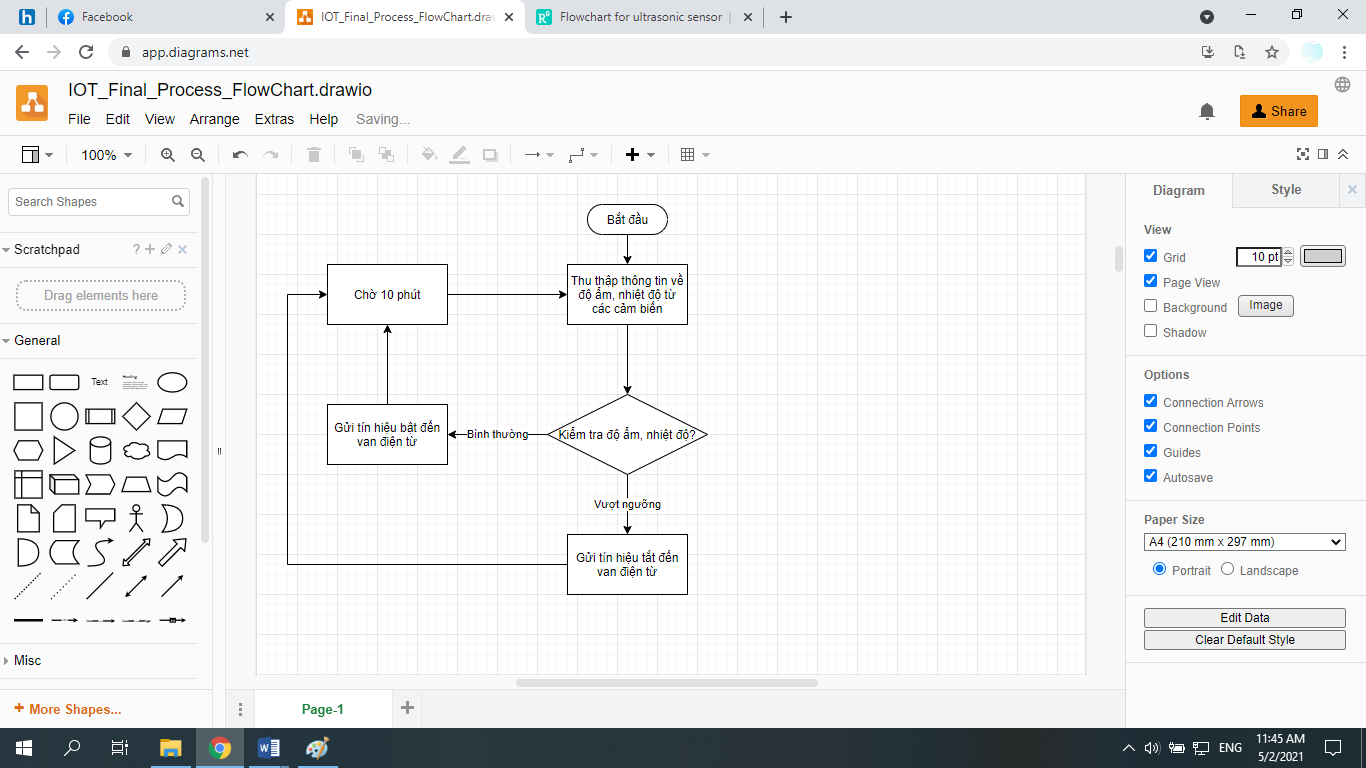 Facebook
IOT_Final_Process_FlowChart.draw
Flowchart for ultrasonic sensor |
app.diagrams.net
IOT_Final_Process_FlowChart.drawio
File Edit View Arrange Extras Help Saving...
Share
100%
Search Shapes
Scratchpad
Drag elements here
General
Text
Heading
Misc
More Shapes...
Bắt đầu
Thu thập thông tin về
độ ẩm, nhiệt độ từ
các cảm biến
Chờ 10 phút
Kiểm tra độ ẩm, nhiệt độ?
Bình thường
Gửi tín hiệu bật đến
van điện từ
Vượt ngưỡng
Gửi tín hiệu tắt đến
van điện từ
Page-1
Diagram Style
View
Grid 10 pt
Page View
Background Image
Shadow
Options
Connection Arrows
Connection Points
Guides
Autosave
Paper Size
A4 (210 mm x 297 mm)
Portrait Landscape
Edit Data
Clear Default Style
ENG
11:45 AM
5/2/2021